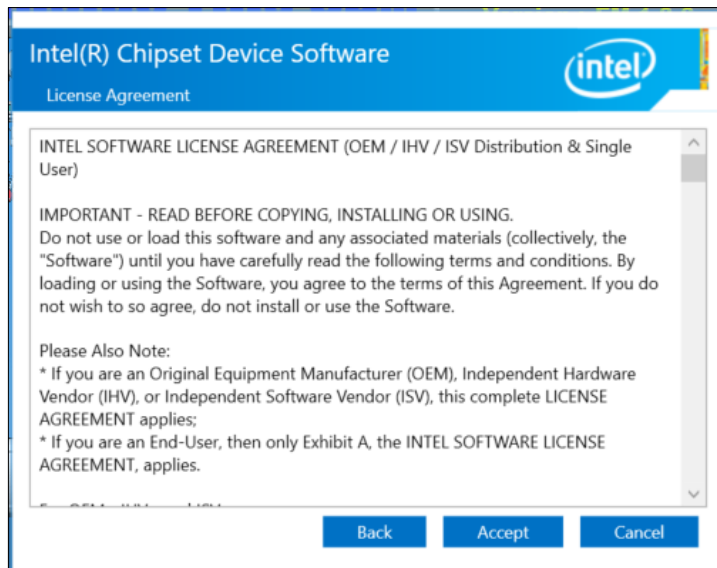 Intel(R) Chipset Device Software
intel
License Agreement
INTEL SOFTWARE LICENSE AGREEMENT (OEM / IHV / ISV Distribution & Single
User)
IMPORTANT - READ BEFORE COPYING, INSTALLING OR USING.
Do not use or load this software and any associated materials (collectively, the
"Software") until you have carefully read the following terms and conditions. By
loading or using the Software, you agree to the terms of this Agreement. If you do
not wish to so agree, do not install or use the Software.
Please Also Note:
* If you are an Original Equipment Manufacturer (OEM), Independent Hardware
Vendor (IHV), or Independent Software Vendor (ISV), this complete LICENSE
AGREEMENT applies;
* If you are an End-User, then only Exhibit A, the INTEL SOFTWARE LICENSE
AGREEMENT, applies.
Back Accept Cancel